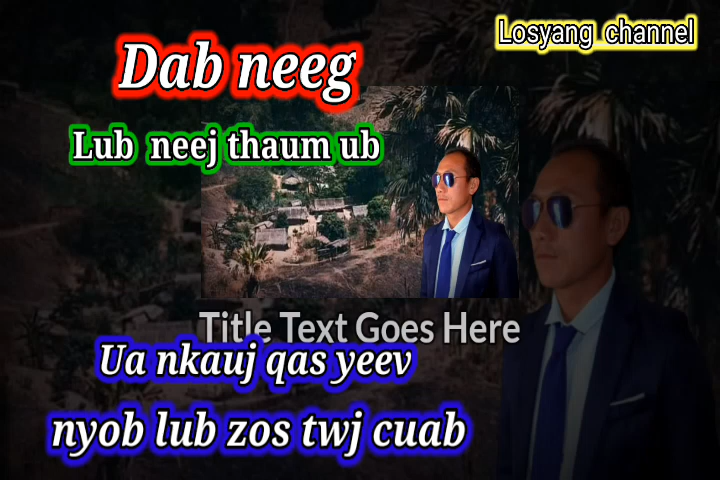 Losyang channel
Dab neeg
Lub neej thaum ub
Title Text Goes Here
Ua nkauj qas yeev
nyob lub zos twj cuab